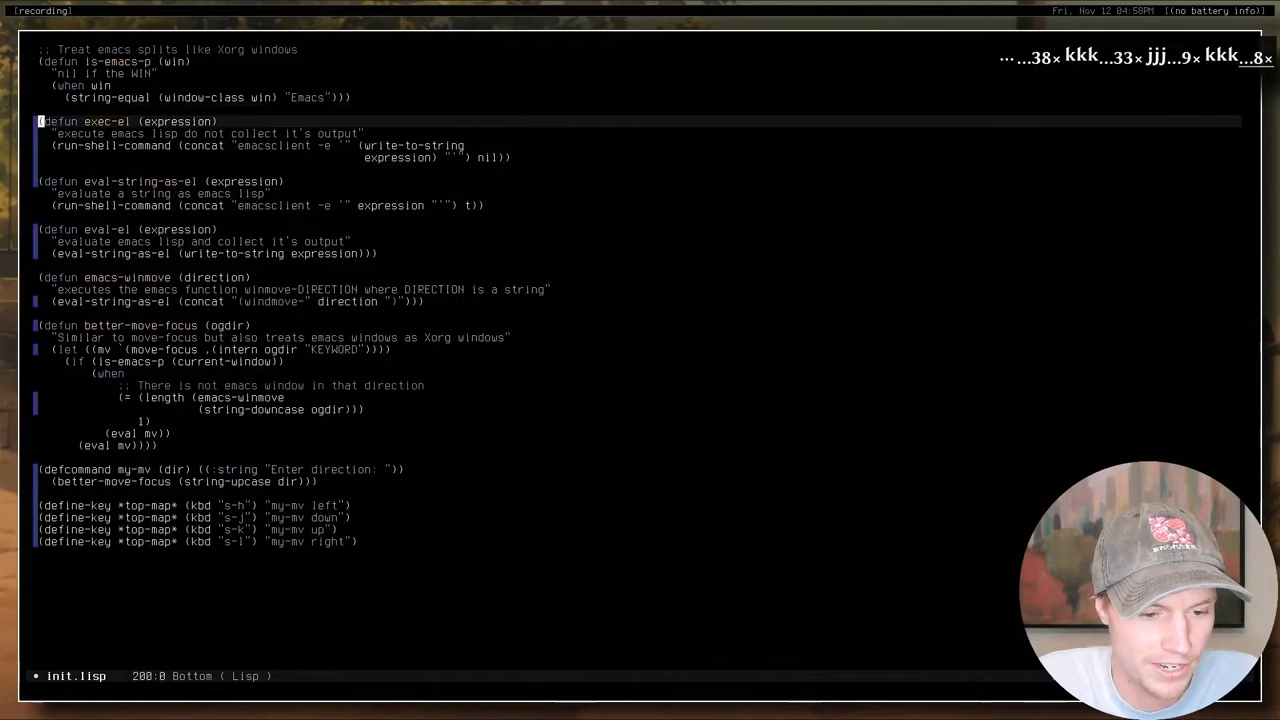 [recording]
Fri, Nov 12 04:58PM [(no battery info)]
... ...38× kkk...33× jjj...9× kkk...8×
;; Treat emacs splits like Xorg windows
(defun is-emacs-p (win)
  "nil if the WIN"
  (when win
    (string-equal (window-class win) "Emacs")))
(defun exec-el (expression)
  "execute emacs lisp do not collect it's output"
  (run-shell-command (concat "emacsclient -e '" (write-to-string
                                                 expression) "'") nil))
(defun eval-string-as-el (expression)
  "evaluate a string as emacs lisp"
  (run-shell-command (concat "emacsclient -e '" expression "'") t))
(defun eval-el (expression)
  "evaluate emacs lisp and collect it's output"
  (eval-string-as-el (write-to-string expression)))
(defun emacs-winmove (direction)
  "executes the emacs function winmove-DIRECTION where DIRECTION is a string"
  (eval-string-as-el (concat "(windmove-" direction ")")))
(defun better-move-focus (ogdir)
  "Similar to move-focus but also treats emacs windows as Xorg windows"
  (let ((mv `(move-focus ,(intern ogdir "KEYWORD"))))
    (if (is-emacs-p (current-window))
        (when
            ;; There is not emacs window in that direction
            (= (length (emacs-winmove
                        (string-downcase ogdir)))
               1)
          (eval mv))
      (eval mv))))
(defcommand my-mv (dir) ((:string "Enter direction: "))
  (better-move-focus (string-upcase dir)))
(define-key *top-map* (kbd "s-h") "my-mv left")
(define-key *top-map* (kbd "s-j") "my-mv down")
(define-key *top-map* (kbd "s-k") "my-mv up")
(define-key *top-map* (kbd "s-l") "my-mv right")
init.lisp 200:0 Bottom ( Lisp )